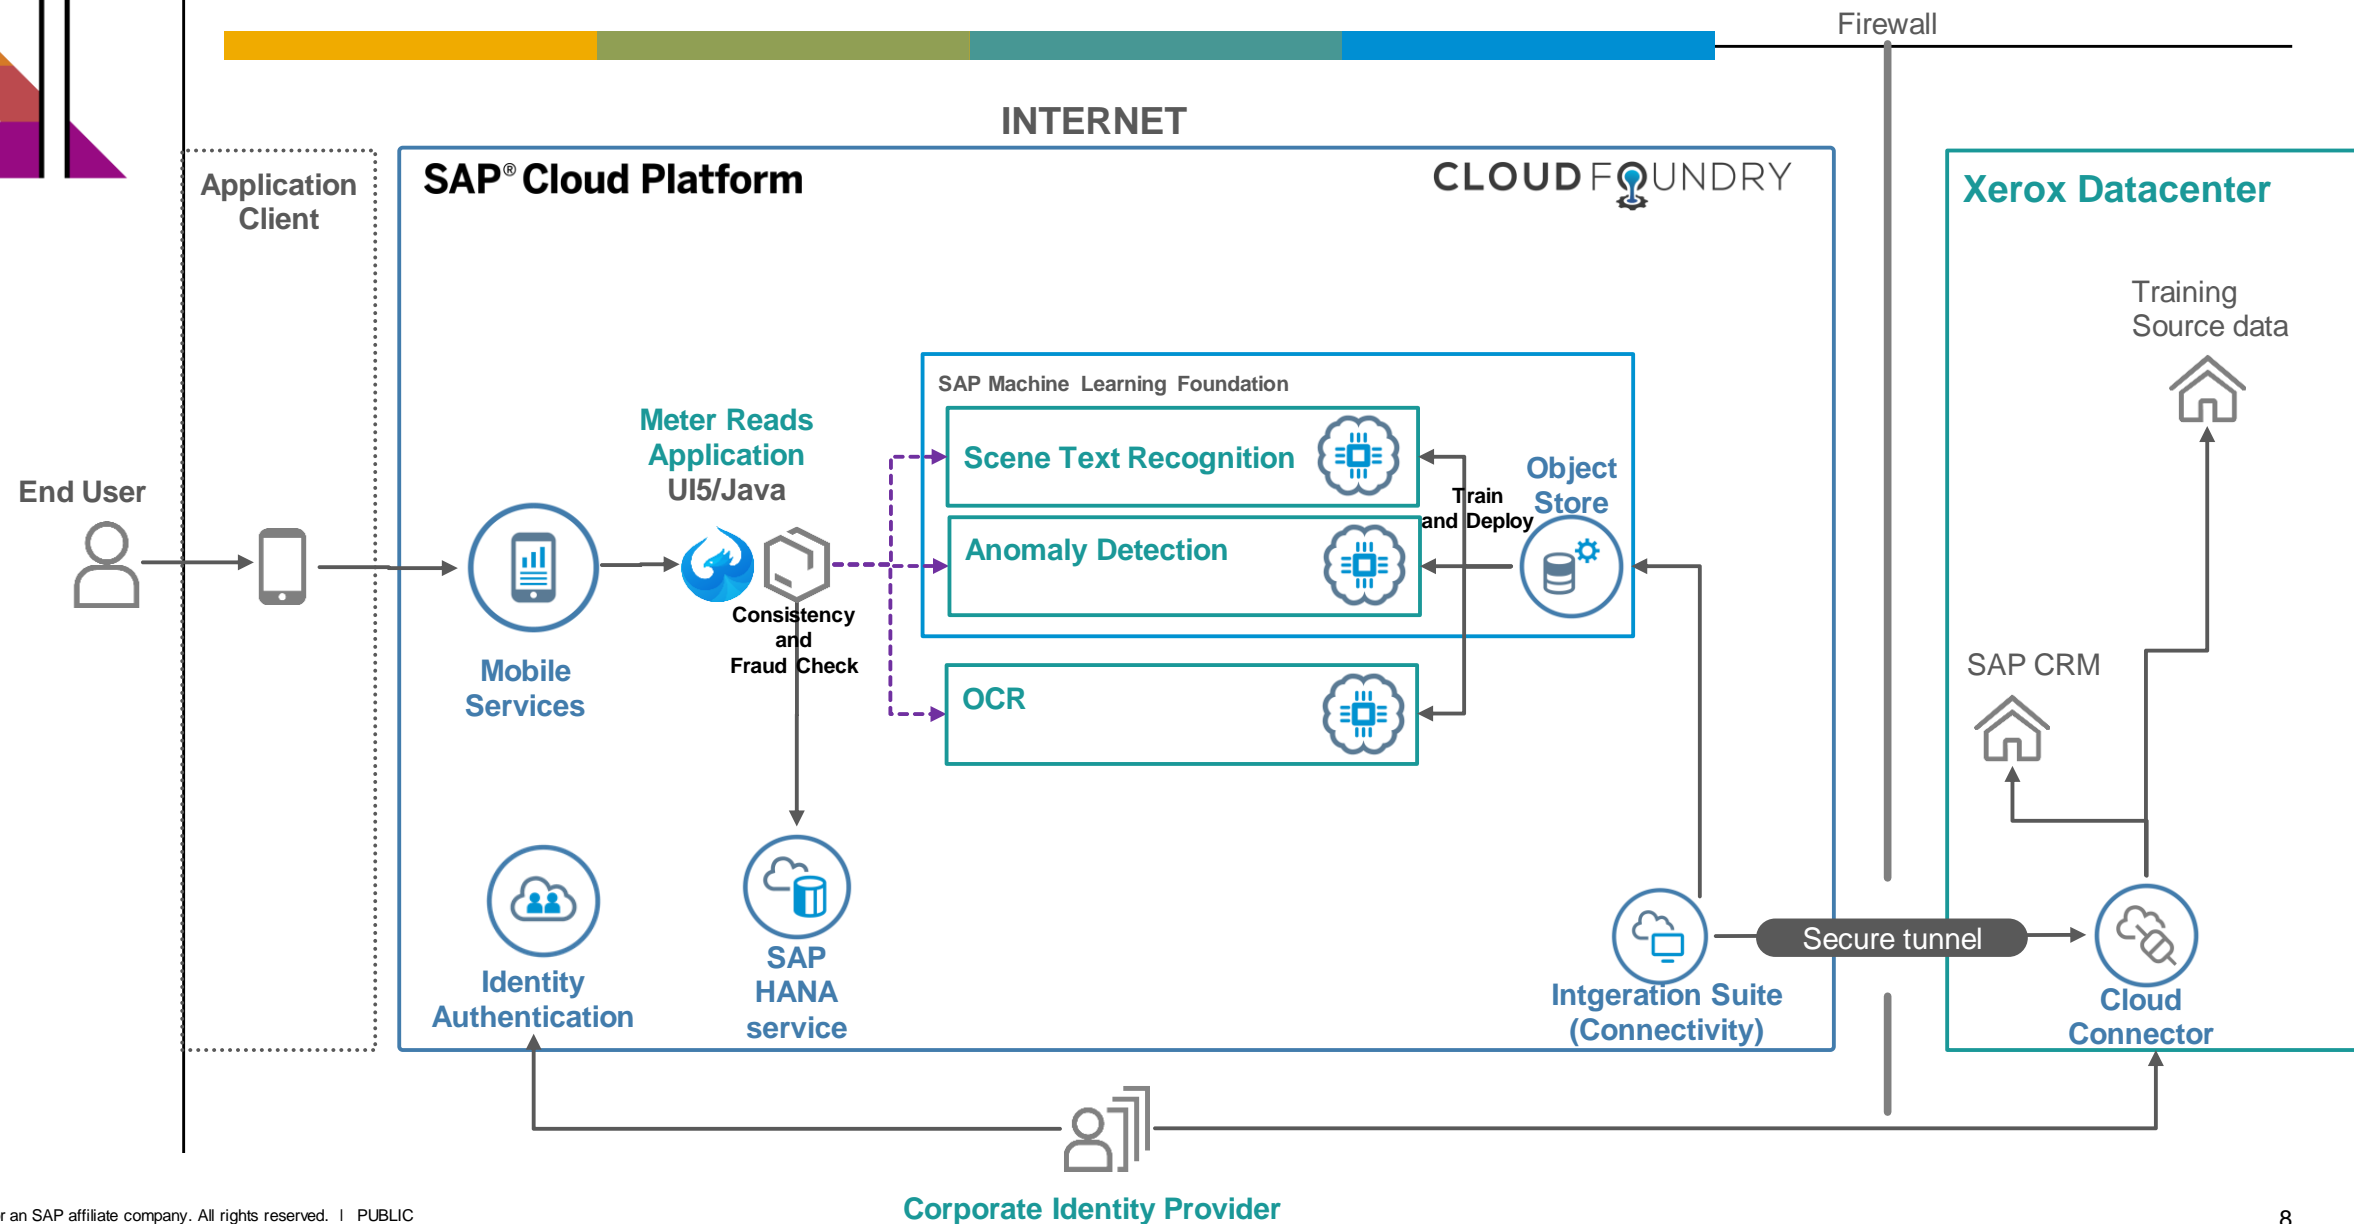 Firewall
INTERNET
Application
Client
SAP® Cloud Platform
CLOUD FOUNDRY
Xerox Datacenter
Training
Source data
SAP Machine Learning Foundation
Meter Reads
Application
UI5/Java
Scene Text Recognition
Object
Store
Train
and Deploy
End User
Anomaly Detection
Consistency
and
Fraud Check
Mobile
Services
OCR
SAP CRM
Secure tunnel
SAP
HANA
service
Identity
Authentication
Intgeration Suite
(Connectivity)
Cloud
Connector
Corporate Identity Provider
r an SAP affiliate company. All rights reserved. | PUBLIC
8